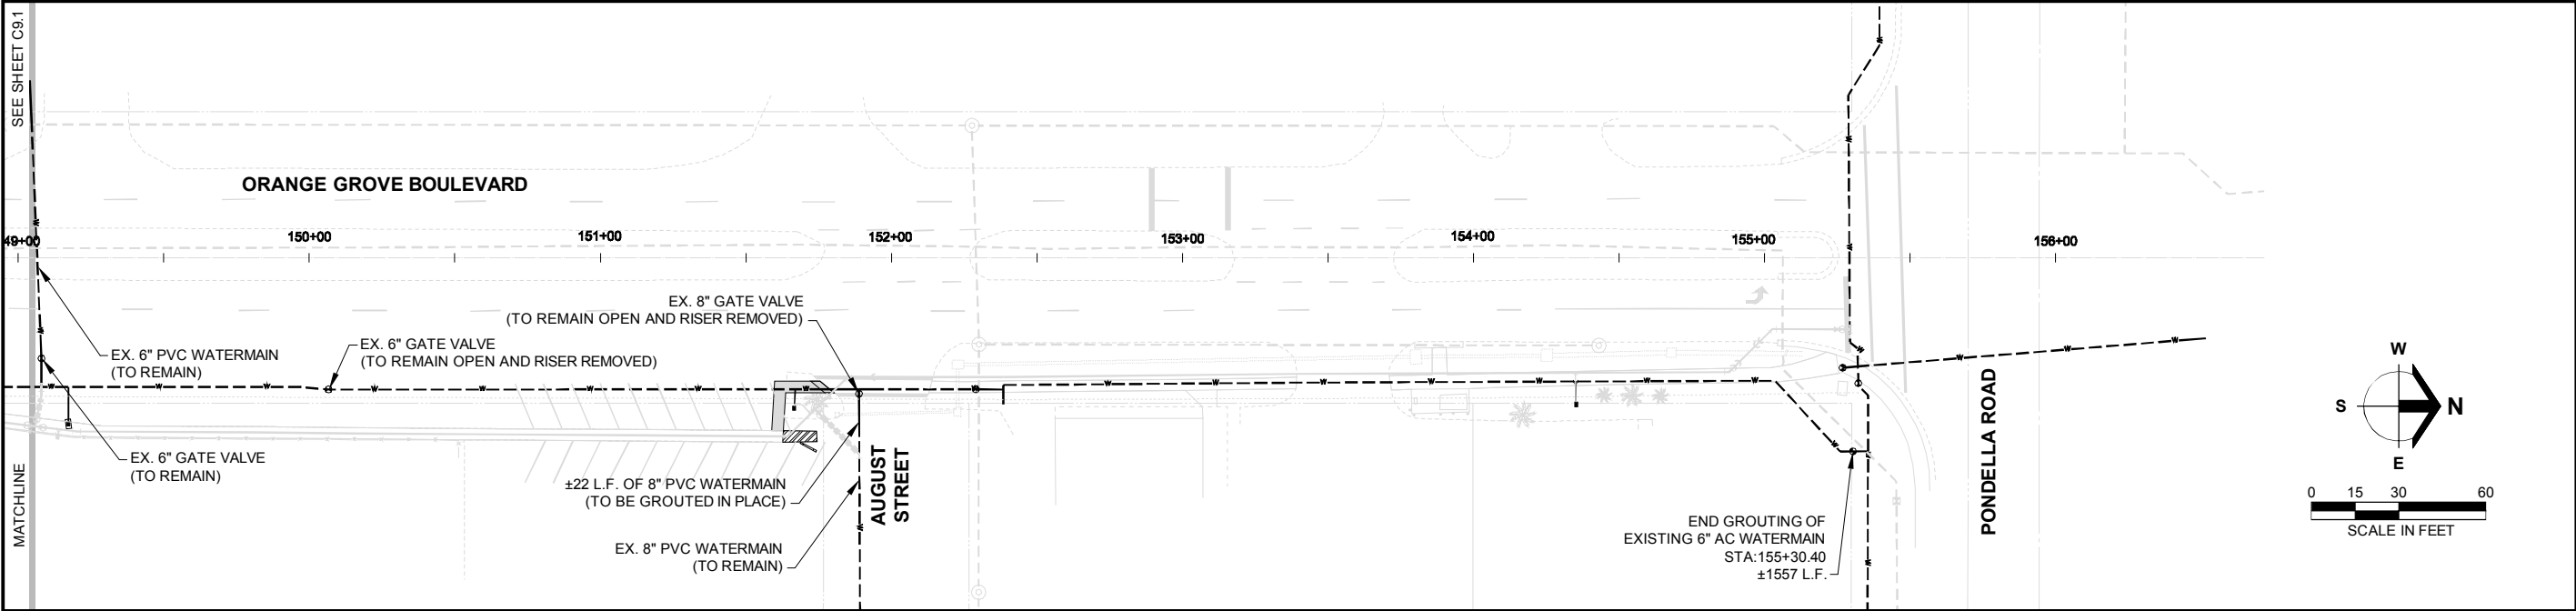 SEE SHEET C9.1
MATCHLINE
ORANGE GROVE BOULEVARD
49+00
150+00
151+00
152+00
153+00
154+00
155+00
156+00
EX. 6" PVC WATERMAIN
(TO REMAIN)
EX. 6" GATE VALVE
(TO REMAIN)
EX. 6" GATE VALVE
(TO REMAIN OPEN AND RISER REMOVED)
EX. 8" GATE VALVE
(TO REMAIN OPEN AND RISER REMOVED)
±22 L.F. OF 8" PVC WATERMAIN
(TO BE GROUTED IN PLACE)
EX. 8" PVC WATERMAIN
(TO REMAIN)
AUGUST
STREET
END GROUTING OF
EXISTING 6" AC WATERMAIN
STA:155+30.40
±1557 L.F.
PONDELLA ROAD
W
S
N
E
0 15 30 60
SCALE IN FEET